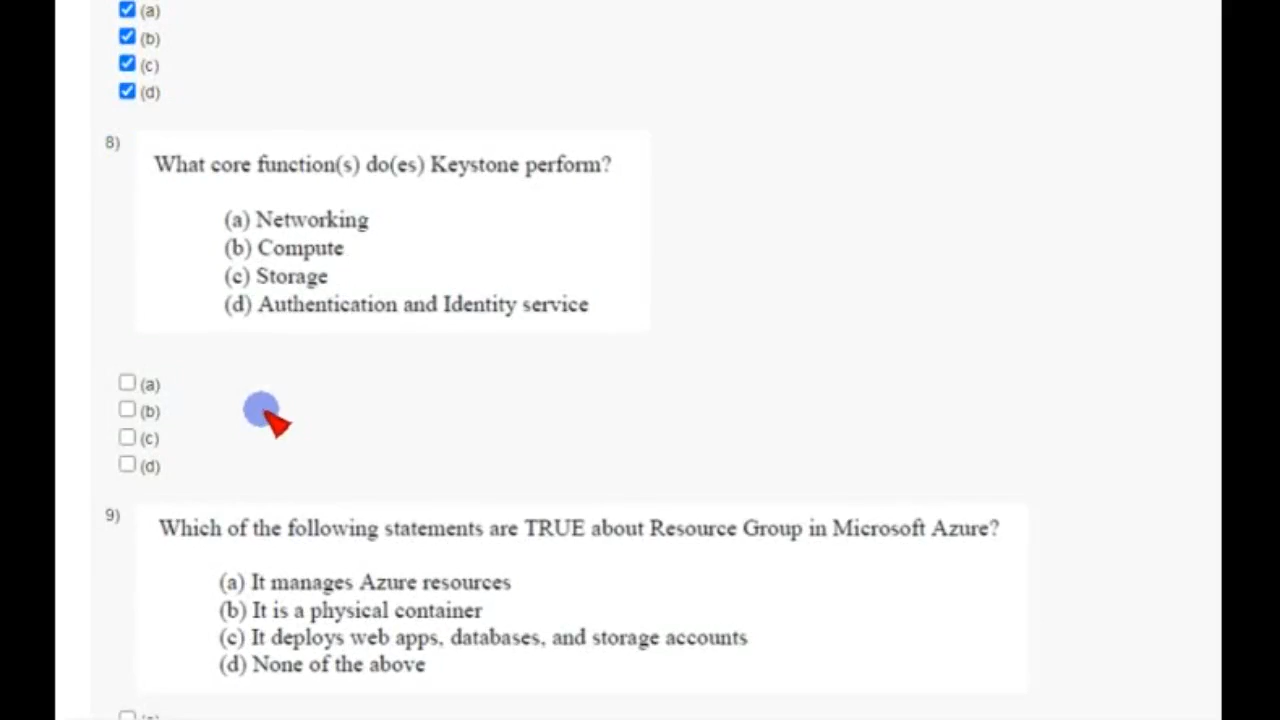 (a)
(b)
(c)
(d)
8)
What core function(s) do(es) Keystone perform?
(a) Networking
(b) Compute
(c) Storage
(d) Authentication and Identity service
(a)
(b)
(c)
(d)
9)
Which of the following statements are TRUE about Resource Group in Microsoft Azure?
(a) It manages Azure resources
(b) It is a physical container
(c) It deploys web apps, databases, and storage accounts
(d) None of the above